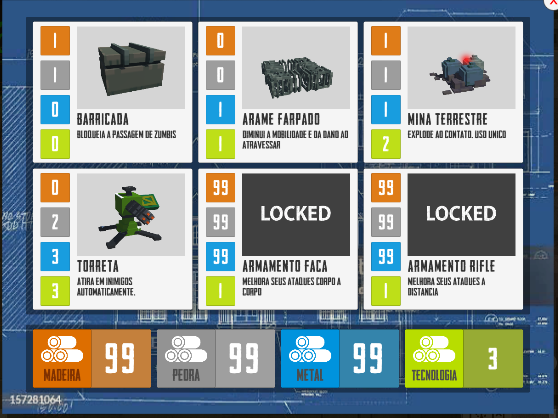 1
1
0
0
BARRICADA
BLOQUEIA A PASSAGEM DE ZUMBIS
0
0
1
1
ARAME FARPADO
DIMINUI A MOBILIDADE E DA DANO AO
ATRAVESSAR
1
1
1
2
MINA TERRESTRE
EXPLODE AO CONTATO. USO UNICO
0
2
3
3
TORRETA
ATIRA EM INIMIGOS
AUTOMATICAMENTE.
99
99
99
1
LOCKED
ARMAMENTO FACA
MELHORA SEUS ATAQUES CORPO A
CORPO
99
99
99
1
LOCKED
ARMAMENTO RIFLE
MELHORA SEUS ATAQUES A
DISTANCIA
MADEIRA
99
PEDRA
99
METAL
99
TECNOLOGIA
3
157281064